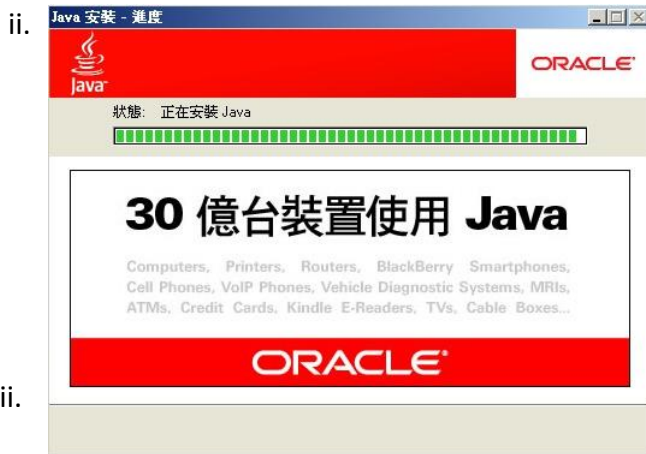 ii.
Java 安裝 - 進度
Java
ORACLE
狀態: 正在安裝 Java
30 億台裝置使用 Java
Computers, Printers, Routers, BlackBerry Smartphones,
Cell Phones, VoIP Phones, Vehicle Diagnostic Systems, MRIs,
ATMs, Credit Cards, Kindle E-Readers, TVs, Cable Boxes...
ORACLE
ii.